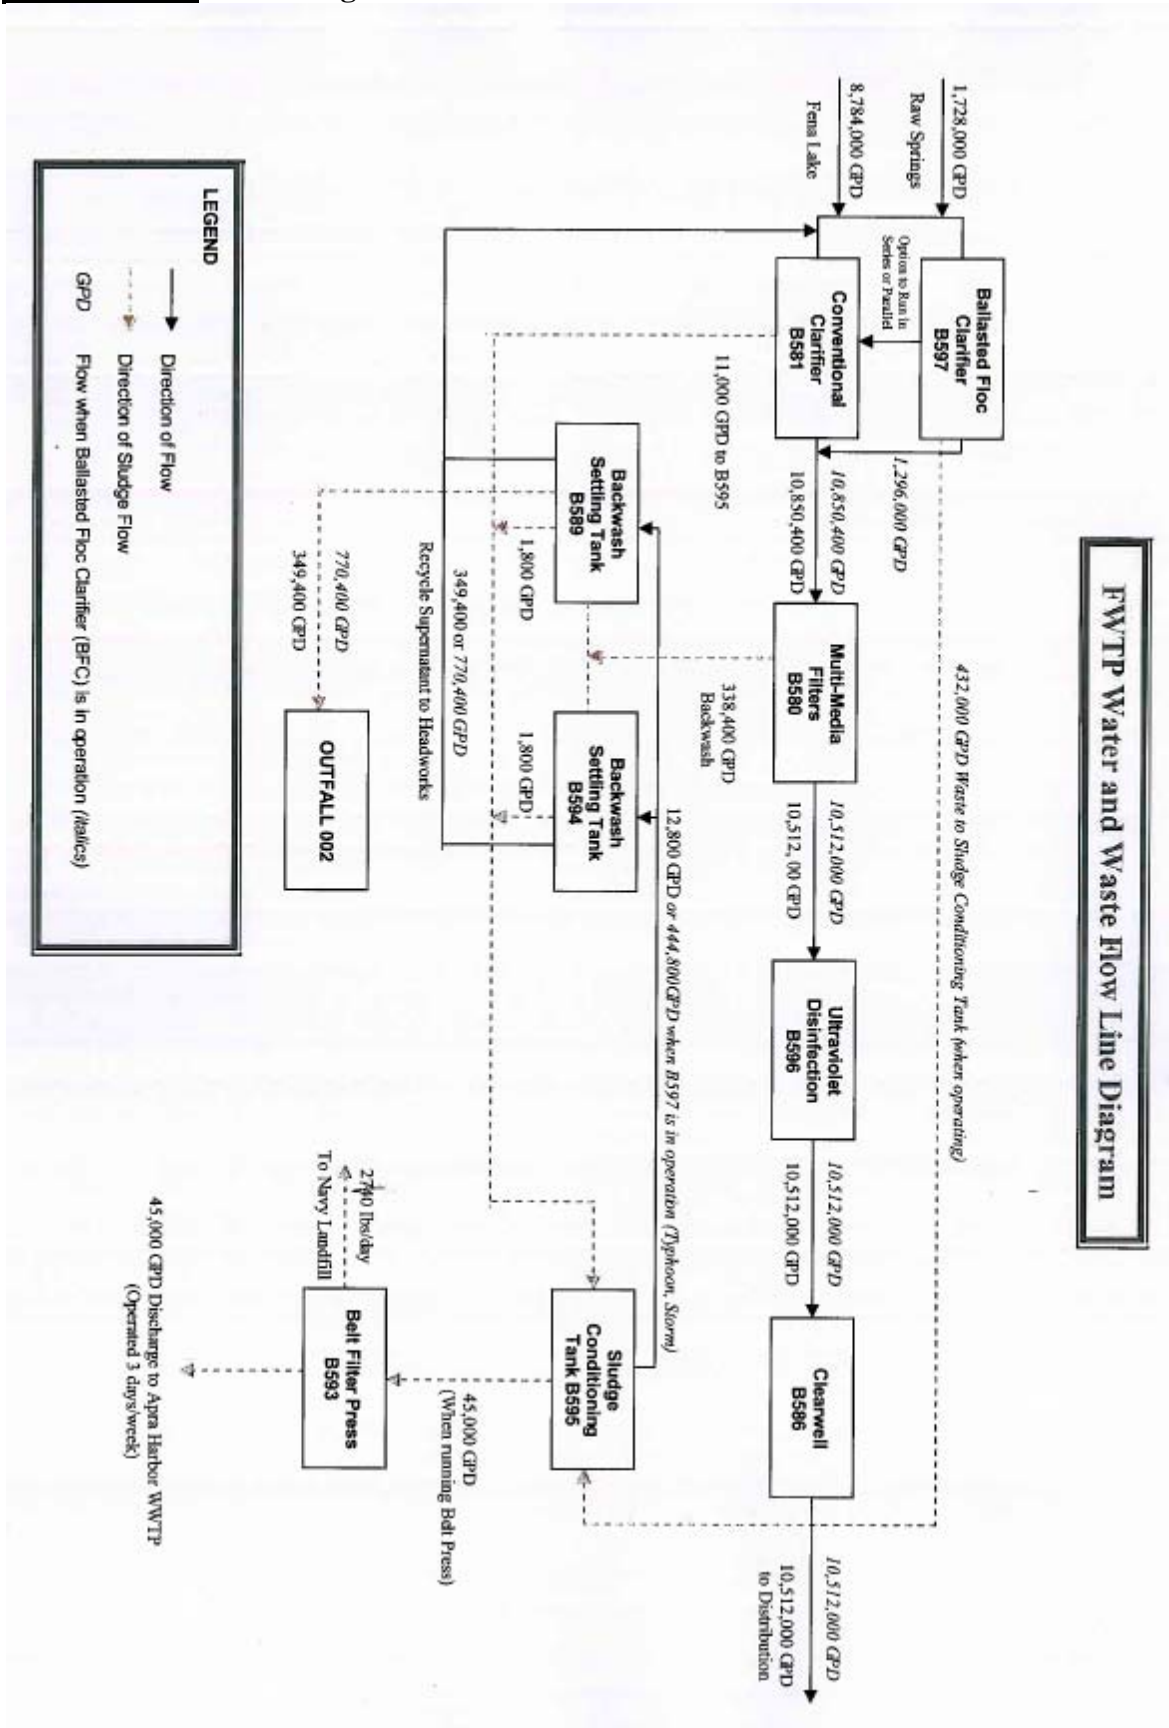 FWTP Water and Waste Flow Line Diagram
1,728,000 GPD
Raw Springs
8,784,000 GPD
Fena Lake
Ballasted Floc
Clarifier
B597
Option to Run in
Series or Parallel
Conventional
Clarifier
B581
1,296,000 GPD
432,000 GPD Waste to Sludge Conditioning Tank (when operating)
10,850,400 GPD
10,850,400 GPD
Multi-Media
Filters
B580
10,512,000 GPD
10,512, 00 GPD
Ultraviolet
Disinfection
B596
10,512,000 GPD
10,512,000 GPD
Clearwell
B586
10,512,000 GPD
10,512,000 GPD
to Distribution
11,000 GPD to B595
338,400 GPD
Backwash
12,800 GPD or 444,800GPD when B597 is in operation (Typhoon, Storm)
Backwash
Settling Tank
B589
Backwash
Settling Tank
B594
Sludge
Conditioning
Tank B595
1,800 GPD
1,800 GPD
349,400 or 770,400 GPD
Recycle Supernatant to Headworks
45,000 GPD
(When running Belt Press)
770,400 GPD
349,400 GPD
OUTFALL 002
Belt Filter Press
B593
2740 lbs/day
To Navy Landfill
45,000 GPD Discharge to Apra Harbor WWTP
(Operated 3 days/week)
LEGEND
Direction of Flow
Direction of Sludge Flow
GPD Flow when Ballasted Floc Clarifier (BFC) is in operation (italics)